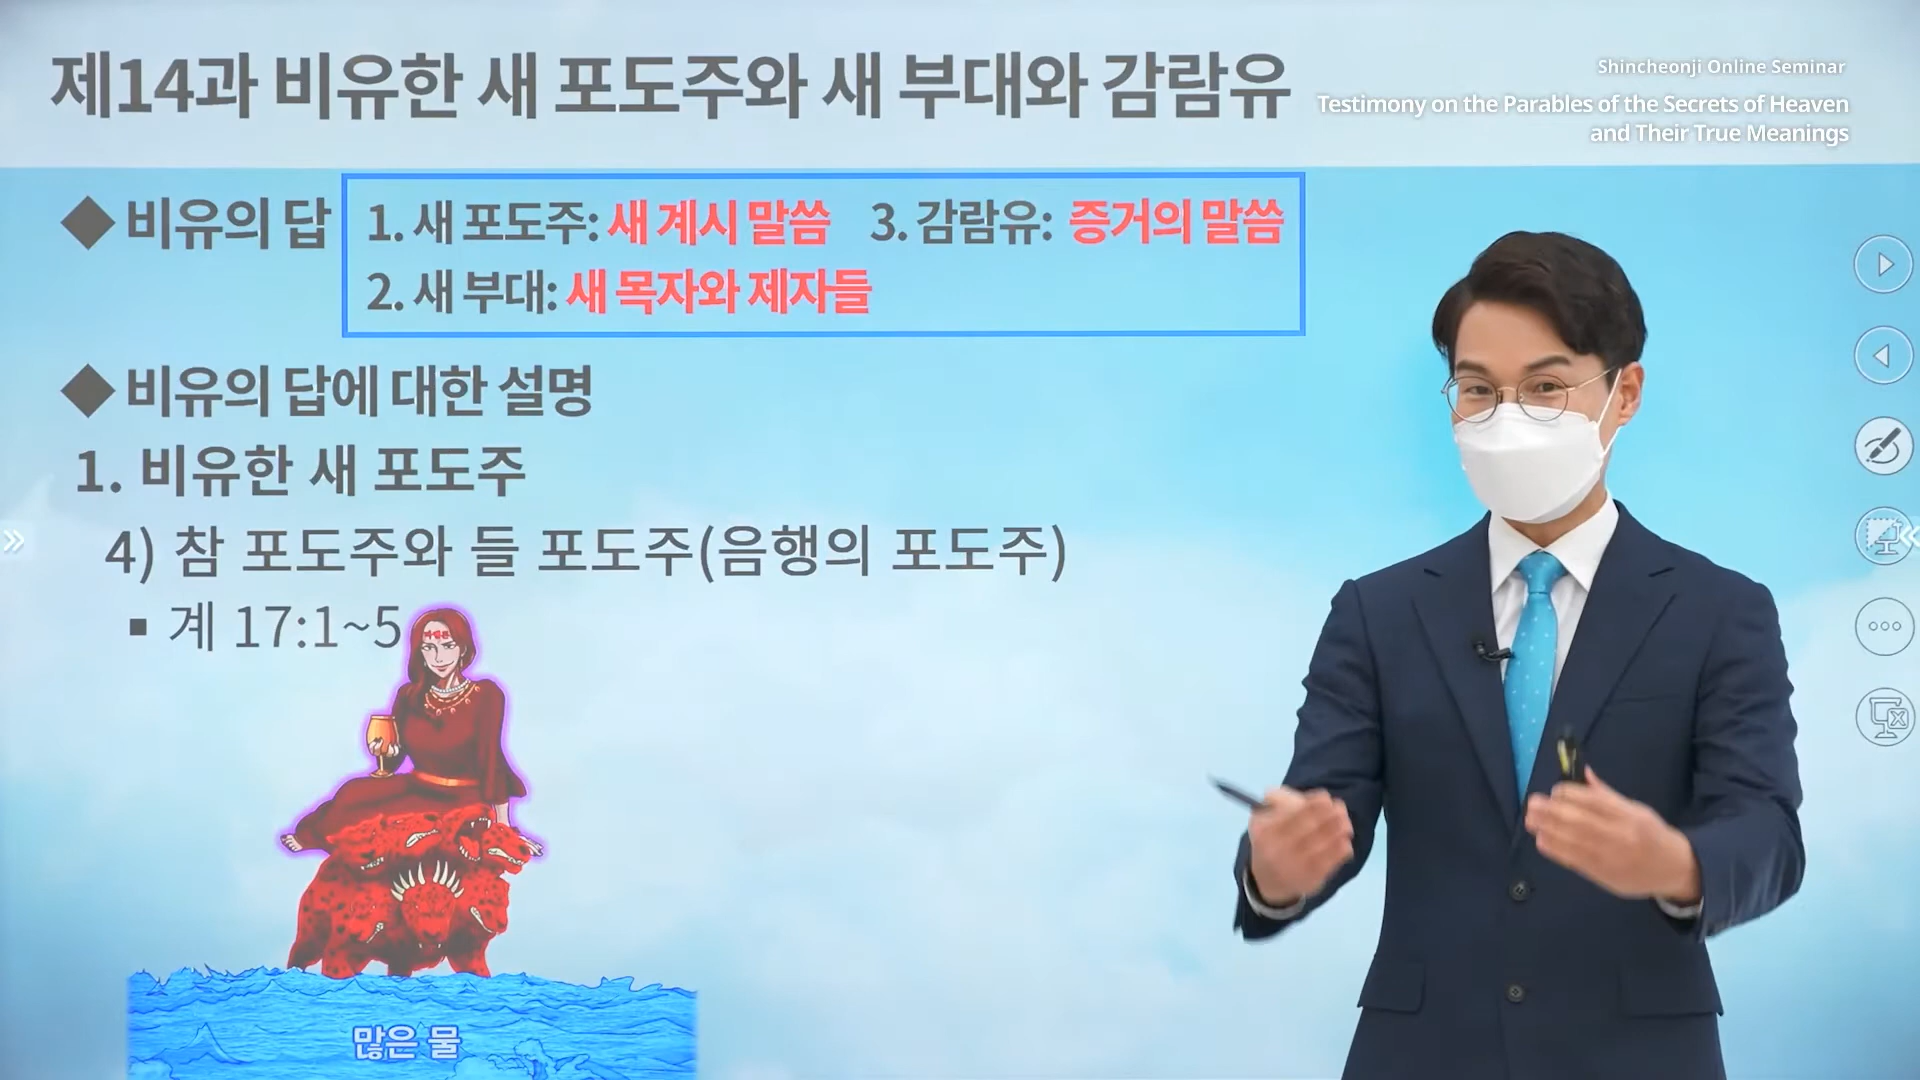 제14과 비유한 새 포도주와 새 부대와 감람유
Shincheonji Online Seminar
Testimony on the Parables of the Secrets of Heaven
and Their True Meanings
◆ 비유의 답
1. 새 포도주: 새 계시 말씀 3. 감람유: 증거의 말씀
2. 새 부대: 새 목자와 제자들
◆ 비유의 답에 대한 설명
1. 비유한 새 포도주
4) 참 포도주와 들 포도주(음행의 포도주)
▪ 계 17:1~5
바벨론
많은 물